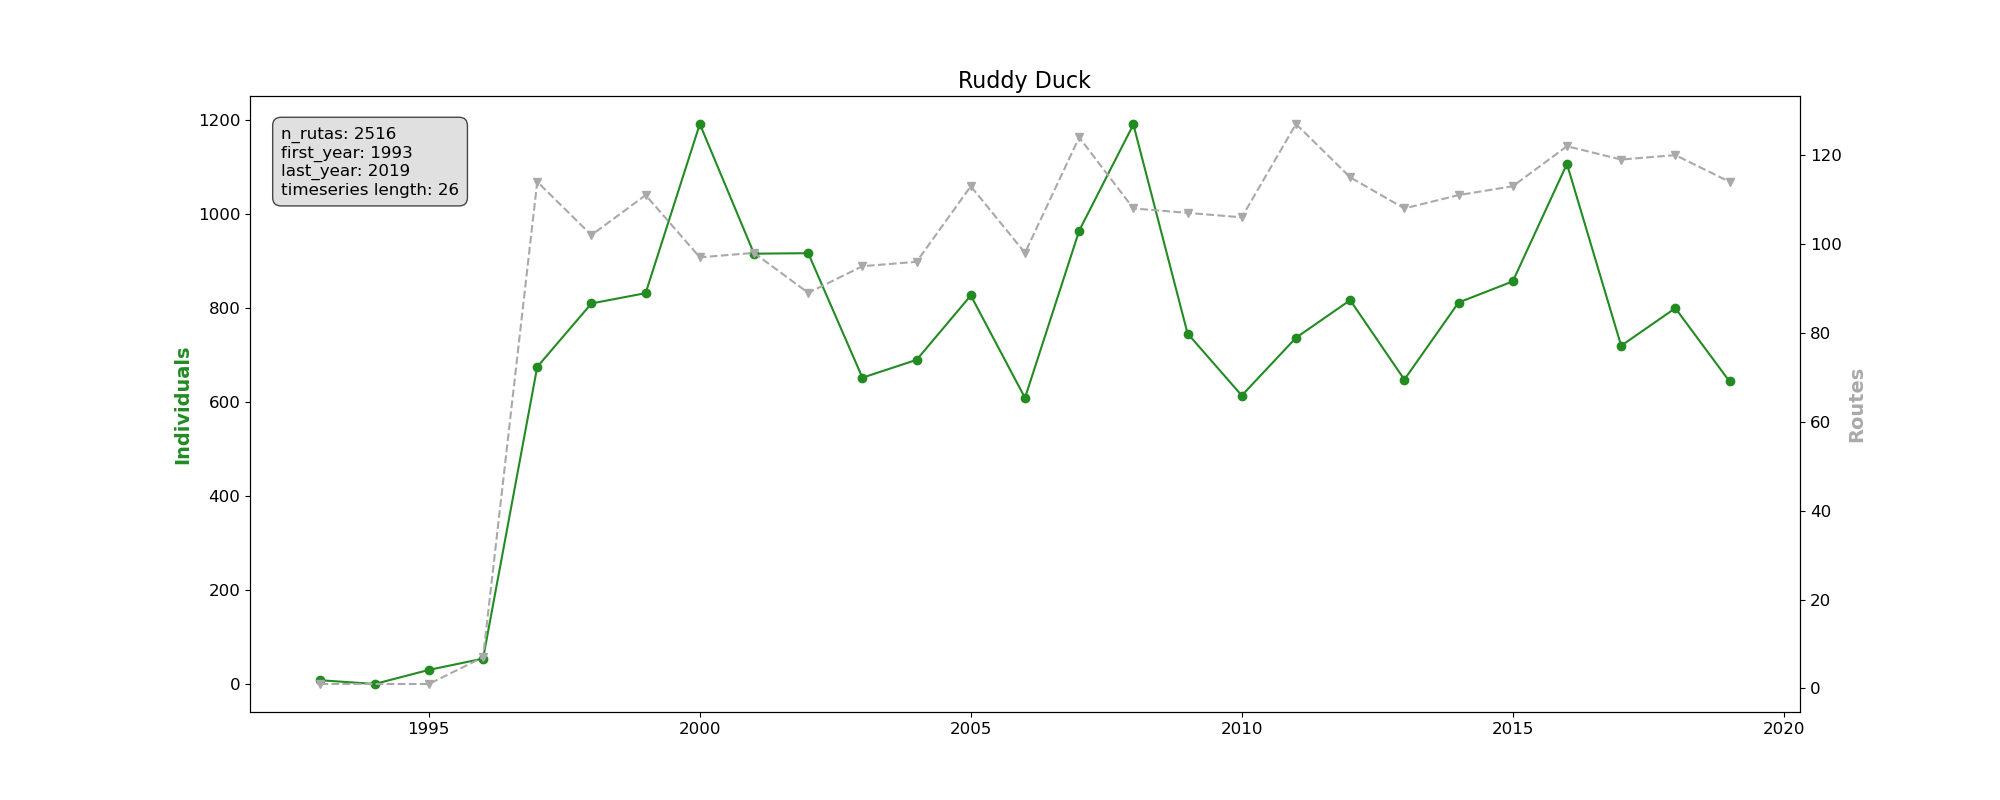 Ruddy Duck
n_rutas: 2516
first_year: 1993
last_year: 2019
timeseries length: 26
1200
1000
800
600
400
200
0
Individuals
120
100
80
60
40
20
0
Routes
1995
2000
2005
2010
2015
2020